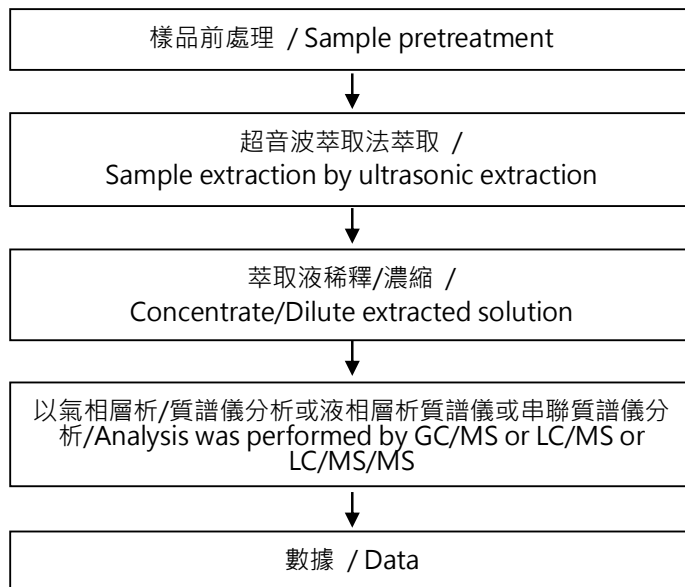 樣品前處理 / Sample pretreatment
超音波萃取法萃取 /
Sample extraction by ultrasonic extraction
萃取液稀釋/濃縮 /
Concentrate/Dilute extracted solution
以氣相層析/質譜儀分析或液相層析質譜儀或串聯質譜儀分
析/Analysis was performed by GC/MS or LC/MS or
LC/MS/MS
數據 / Data